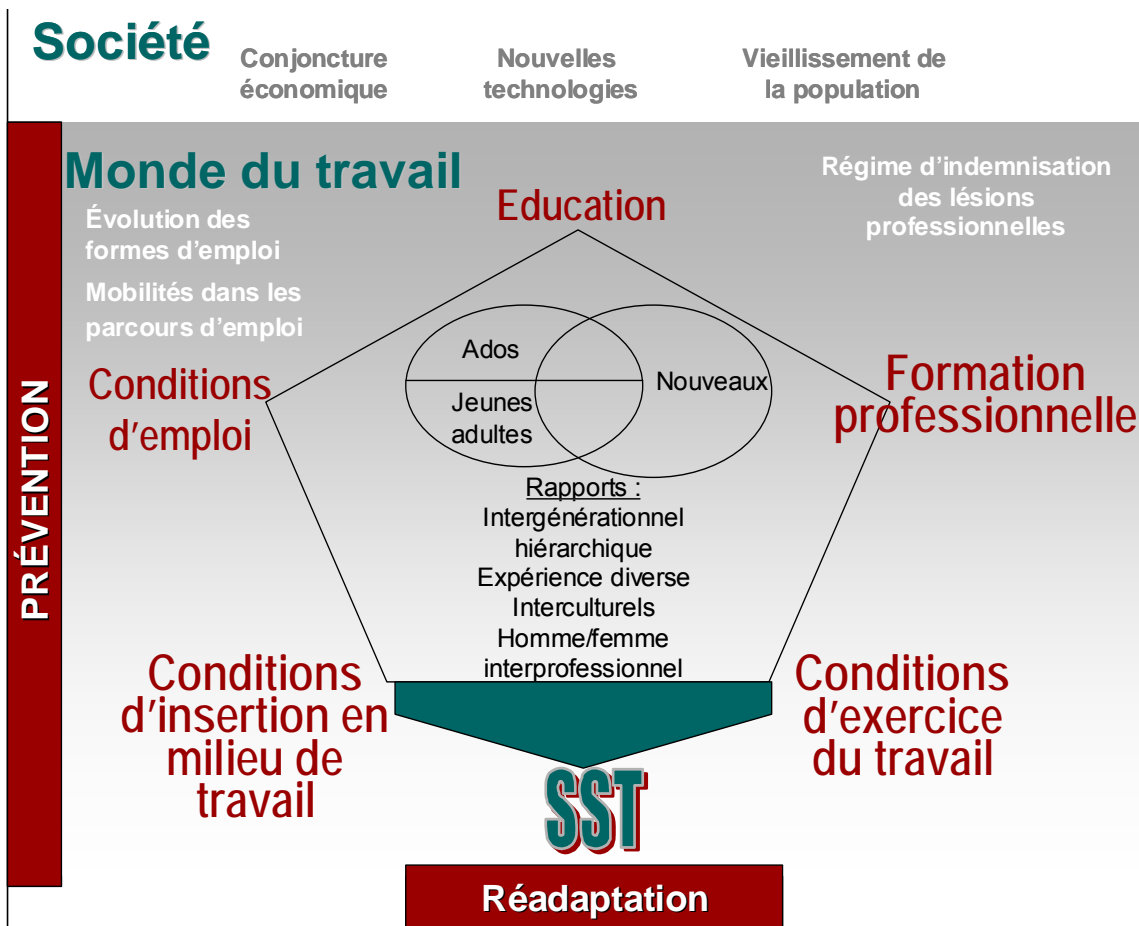 Société
Conjoncture
économique
Nouvelles
technologies
Vieillissement de
la population
Monde du travail
Évolution des
formes d'emploi
Mobilités dans les
parcours d'emploi
Régime d'indemnisation
des lésions
professionnelles
Education
Conditions
d'emploi
Formation
professionnelle
Ados
Jeunes
adultes
Nouveaux
Rapports :
Intergénérationnel
hiérarchique
Expérience diverse
Interculturels
Homme/femme
interprofessionnel
Conditions
d'insertion en
milieu de
travail
Conditions
d'exercice
du travail
SST
Réadaptation
PRÉVENTION